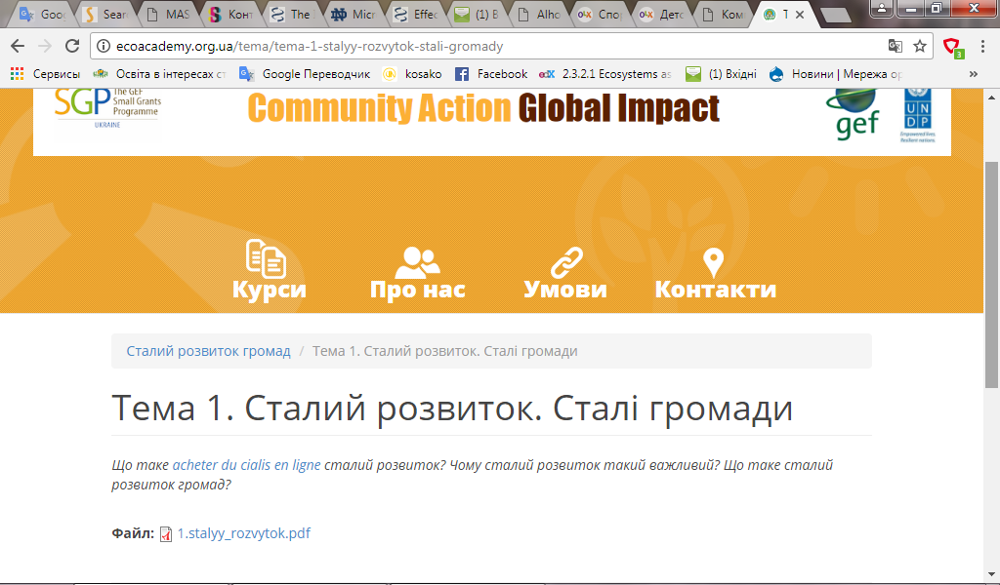 Goo
Sear
MAS
Конт
The
Micr
Effec
(1) В
Alho
Спо
Детс
Ком
Т
ecoacademy.org.ua/tema/tema-1-stalyy-rozvytok-stali-gromady
3
Сервисы
Освіта в інтересах ст
Google Переводчик
kosako
Facebook
edX
2.3.2.1 Ecosystems as
(1) Вхідні
Новини | Мережа ор
»
SGP
The GEF
Small Grants
Programme
UKRAINE
Community Action Global Impact
gef
U N
D P
Empowered lives.
Resilient nations.
Курси
Про нас
Умови
Контакти
Сталий розвиток громад / Тема 1. Сталий розвиток. Сталі громади
Тема 1. Сталий розвиток. Сталі громади
Що таке acheter du cialis en ligne сталий розвиток? Чому сталий розвиток такий важливий? Що таке сталий
розвиток громад?
Файл: 1.stalyy_rozvytok.pdf